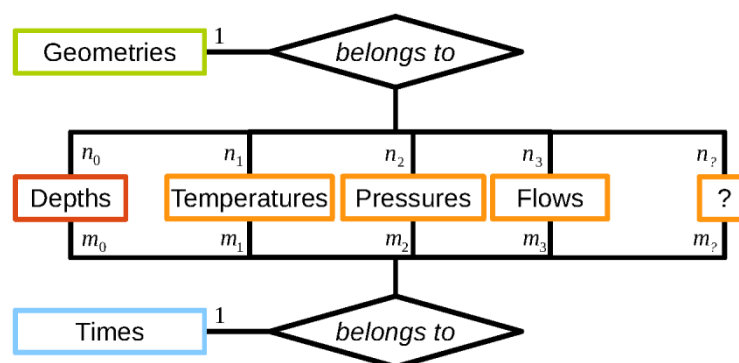 Geometries 1 belongs to
n₀ n₁ n₂ n₃ n?
Depths Temperatures Pressures Flows ?
m₀ m₁ m₂ m₃ m?
Times 1 belongs to